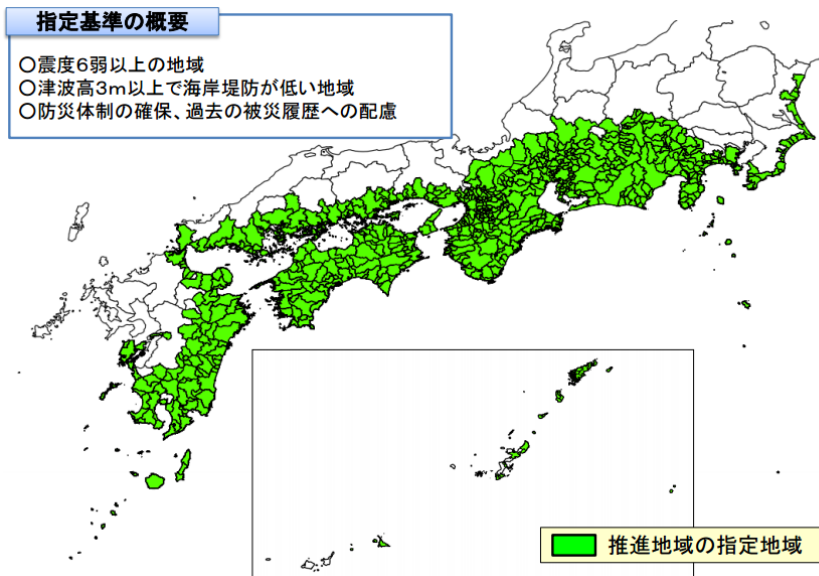 指定基準の概要
○震度6弱以上の地域
○津波高3m以上で海岸堤防が低い地域
○防災体制の確保、過去の被災履歴への配慮
推進地域の指定地域